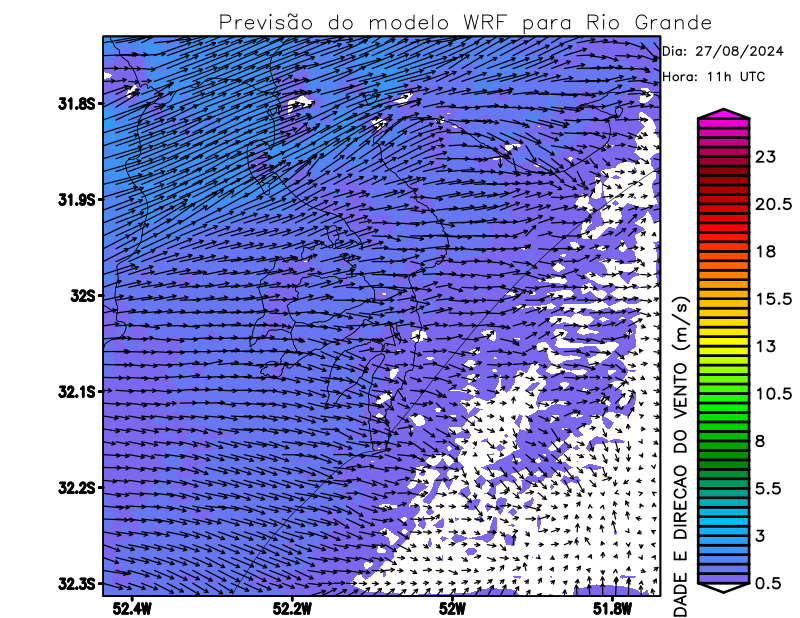 Previsão do modelo WRF para Rio Grande
Dia: 27/08/2024
Hora: 11h UTC
31.8S
31.9S
32S
32.1S
32.2S
32.3S
52.4W
52.2W
52W
51.8W
23
20.5
18
15.5
13
10.5
8
5.5
3
0.5
DADE E DIRECAO DO VENTO (m/s)